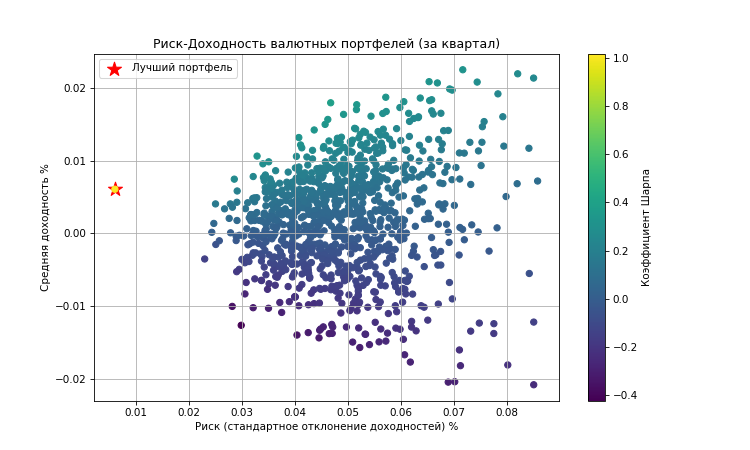 Риск-Доходность валютных портфелей (за квартал)
Лучший портфель
0.02
0.01
0.00
−0.01
−0.02
Средняя доходность %
0.01 0.02 0.03 0.04 0.05 0.06 0.07 0.08
Риск (стандартное отклонение доходностей) %
1.0
0.8
0.6
0.4
0.2
0.0
−0.2
−0.4
Коэффициент Шарпа